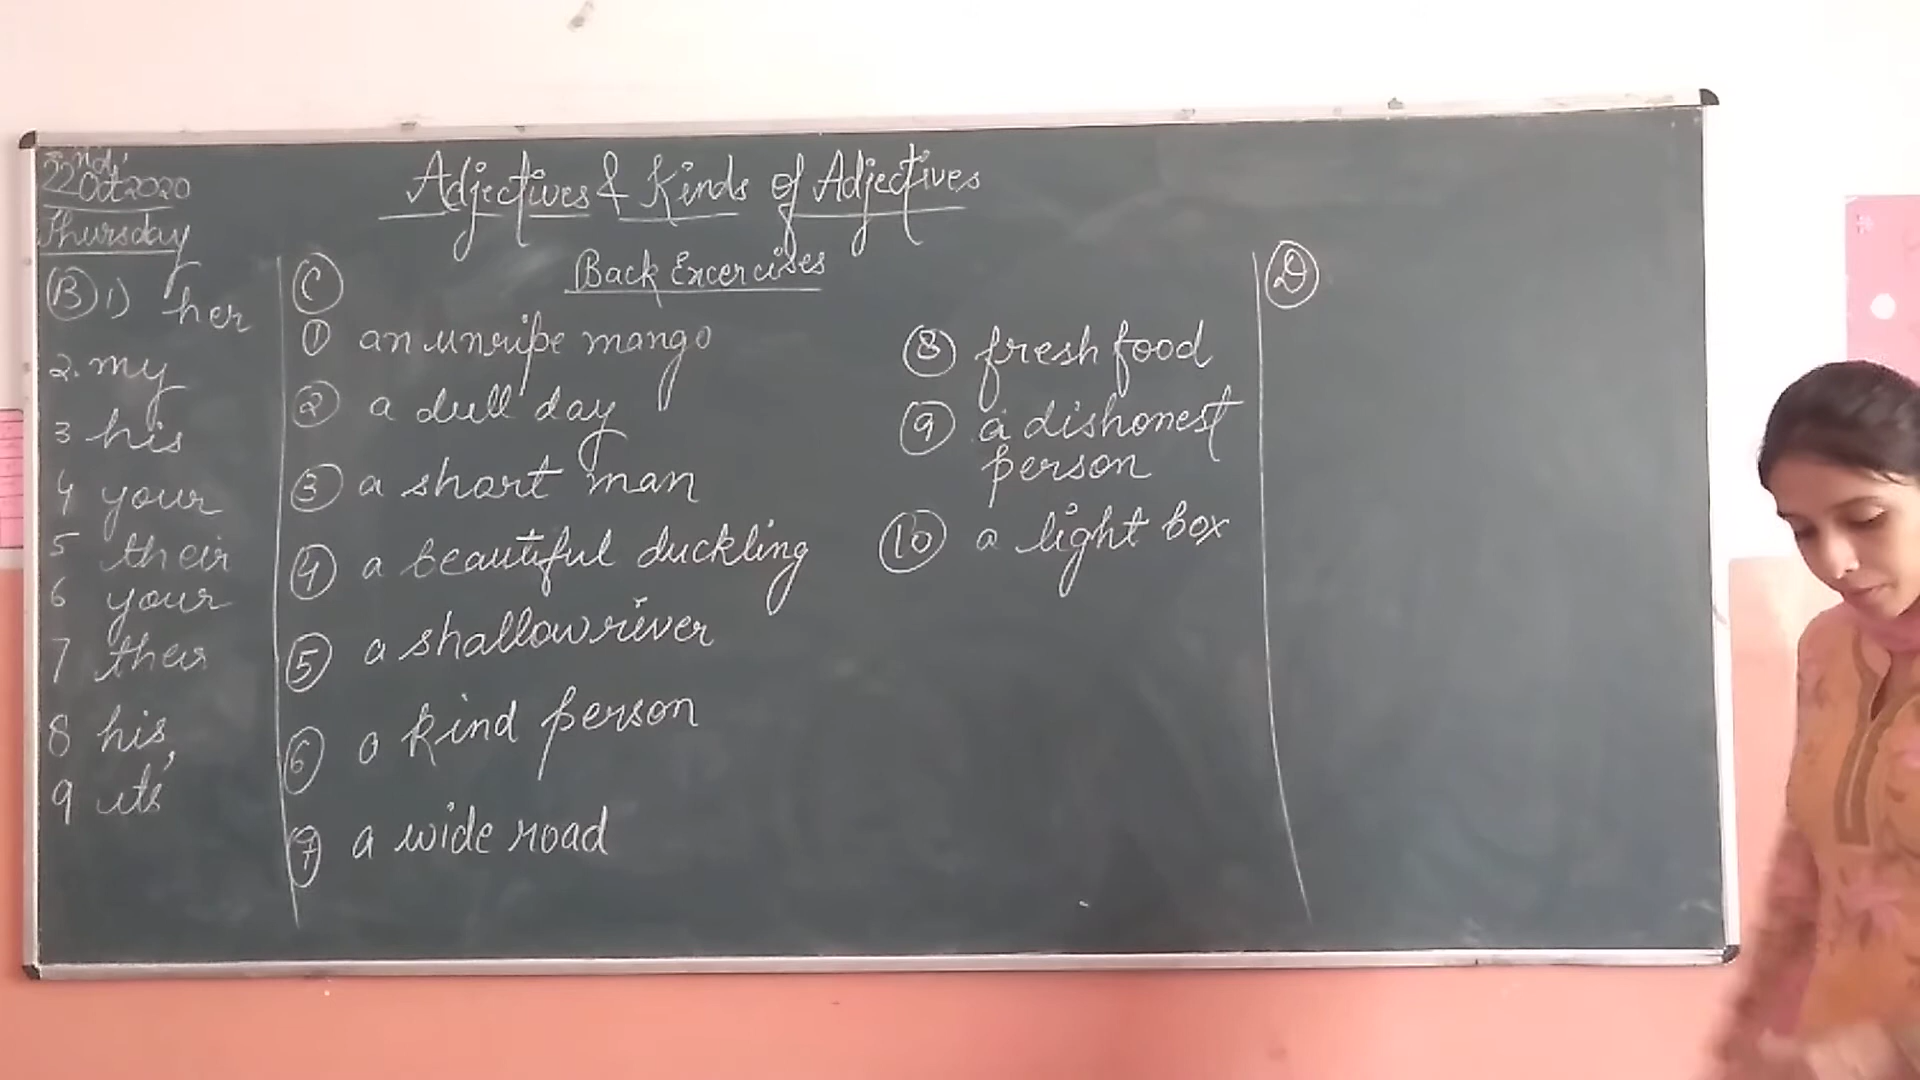 22nd, Oct 2020
Thursday
Adjectives & Kinds of Adjectives
Back Excercises
(B) 1) her
2. my
3 his
4 your
5 their
6 your
7 their
8 his,
9 its
(C)
(1) an unripe mango
(2) a dull day
(3) a short man
(4) a beautiful duckling
(5) a shallow river
(6) a kind person
(7) a wide road
(8) fresh food
(9) a dishonest
person
(10) a light box
(D)